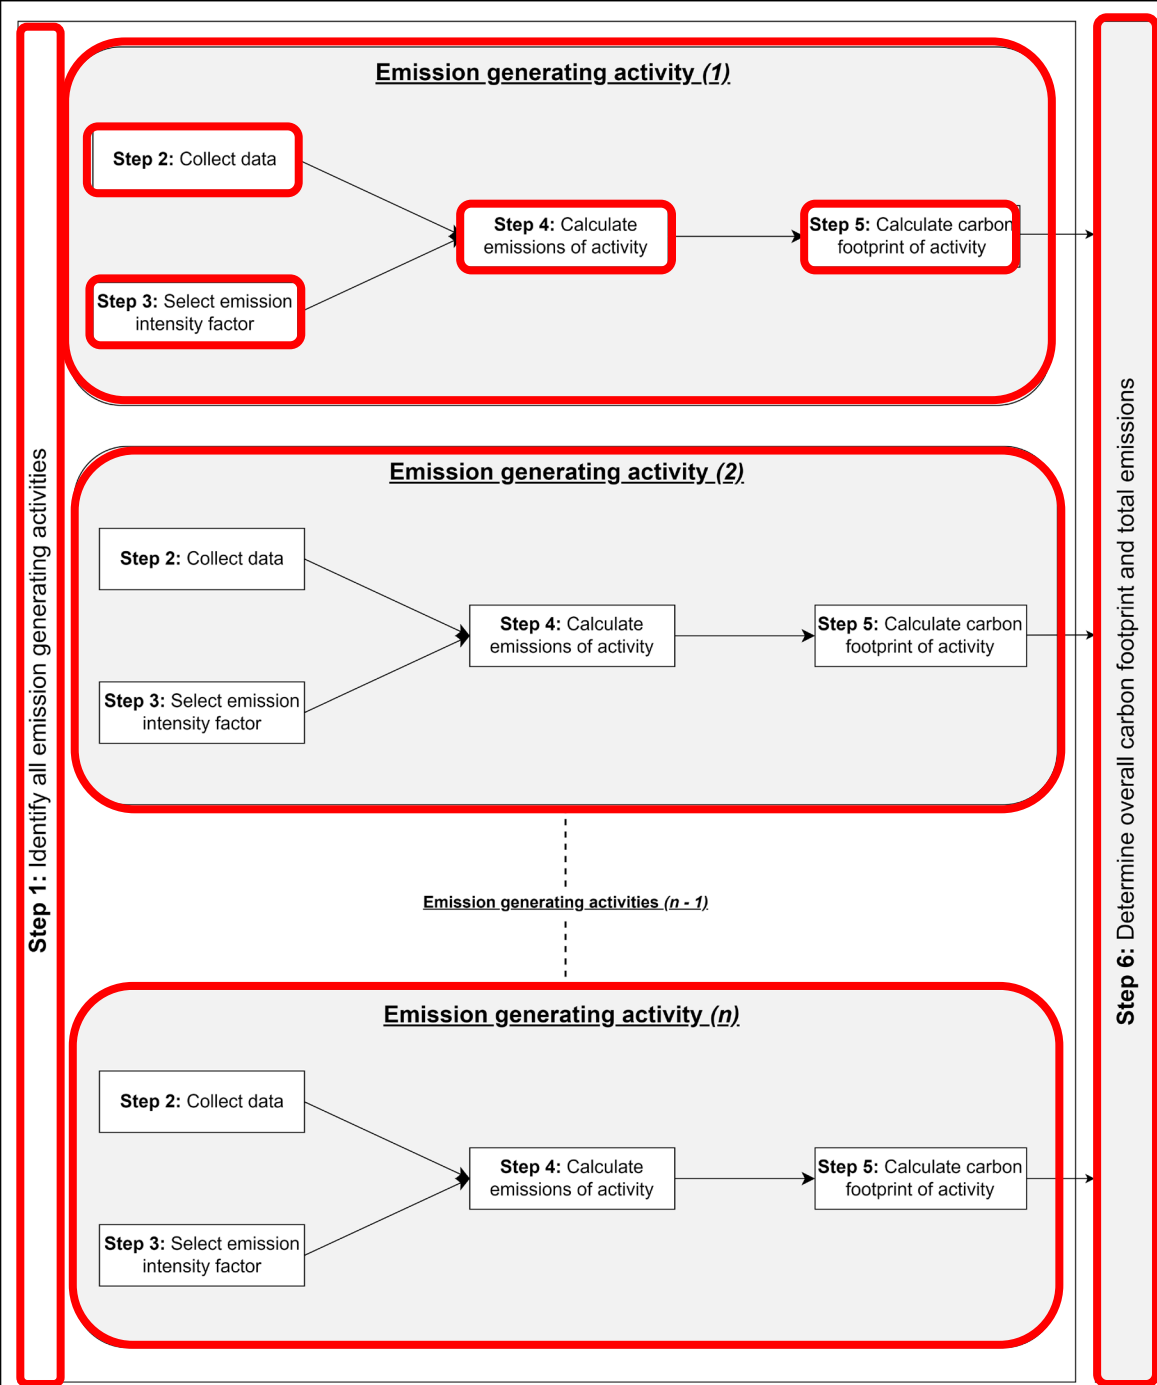 Step 1: Identify all emission generating activities
Emission generating activity (1)
Step 2: Collect data
Step 3: Select emission
intensity factor
Step 4: Calculate
emissions of activity
Step 5: Calculate carbon
footprint of activity
Emission generating activity (2)
Step 2: Collect data
Step 3: Select emission
intensity factor
Step 4: Calculate
emissions of activity
Step 5: Calculate carbon
footprint of activity
Emission generating activities (n - 1)
Emission generating activity (n)
Step 2: Collect data
Step 3: Select emission
intensity factor
Step 4: Calculate
emissions of activity
Step 5: Calculate carbon
footprint of activity
Step 6: Determine overall carbon footprint and total emissions